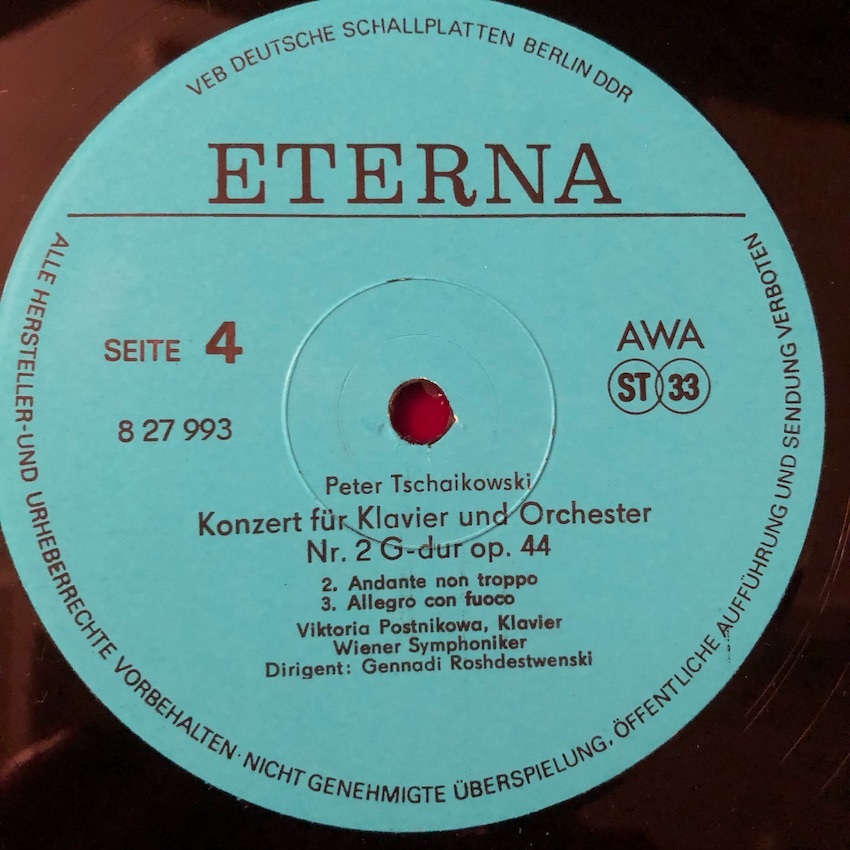 VEB DEUTSCHE SCHALLPLATTEN BERLIN DDR
ETERNA
SEITE 4
8 27 993
AWA
ST 33
Peter Tschaikowski
Konzert für Klavier und Orchester
Nr. 2 G-dur op. 44
2. Andante non troppo
3. Allegro con fuoco
Viktoria Postnikowa, Klavier
Wiener Symphoniker
Dirigent: Gennadi Roshdestwenski
ALLE HERSTELLER-UND URHEBERRECHTE VORBEHALTEN · NICHT GENEHMIGTE ÜBERSPIELUNG, ÖFFENTLICHE AUFFÜHRUNG UND SENDUNG VERBOTEN